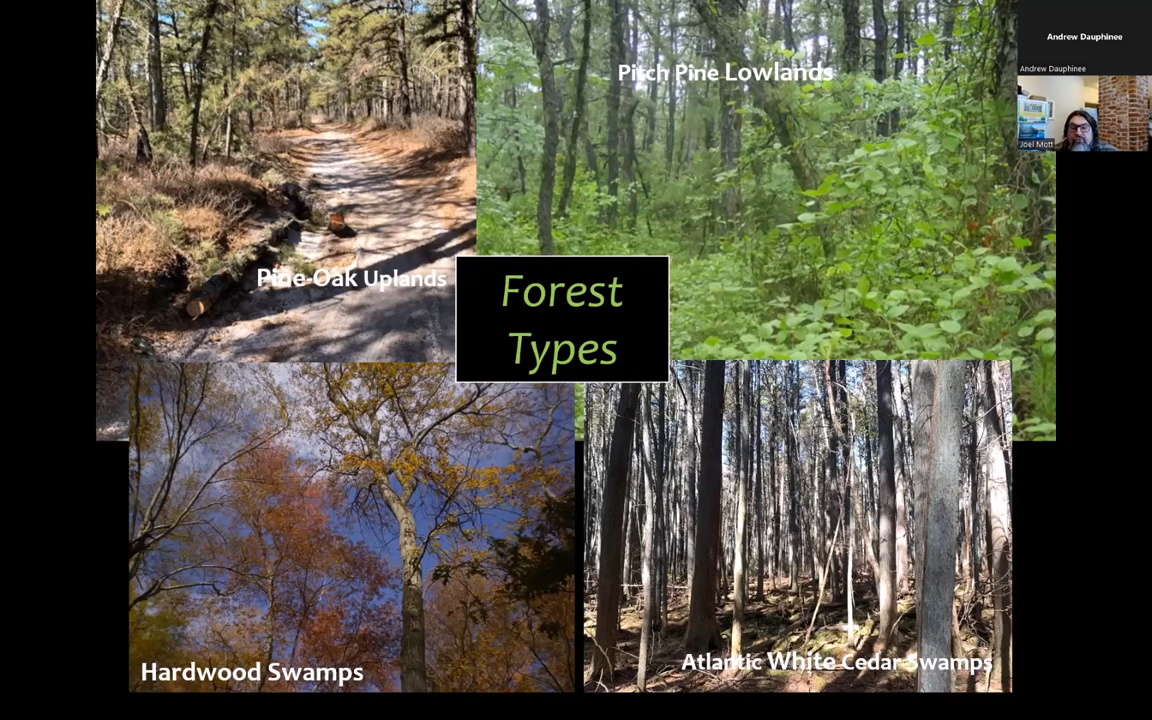 Pitch Pine Lowlands
Andrew Dauphinee
Andrew Dauphinee
Joel Mott
Pine-Oak Uplands
Forest
Types
Hardwood Swamps
Atlantic White Cedar Swamps